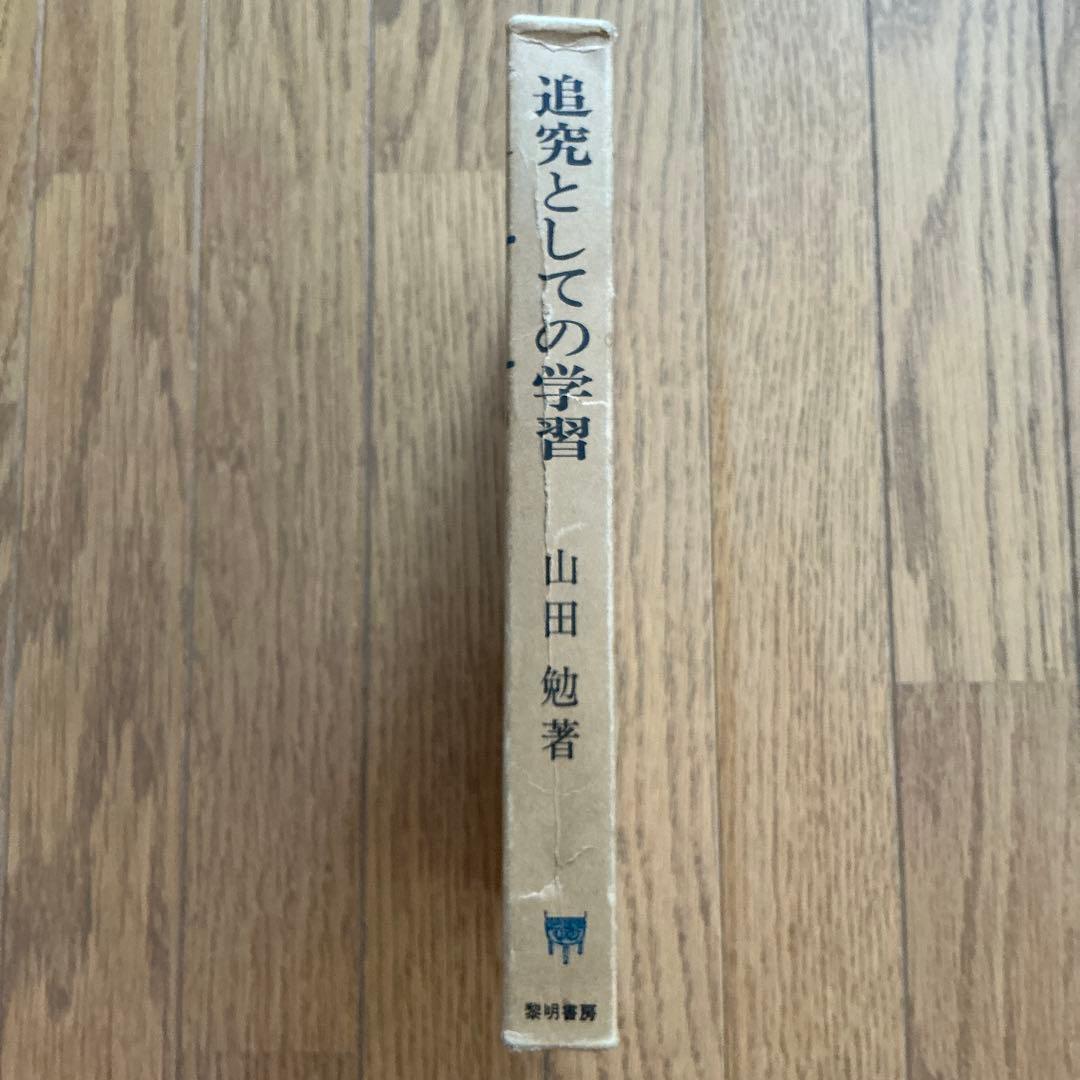 追究としての学習
山田勉著
黎明書房